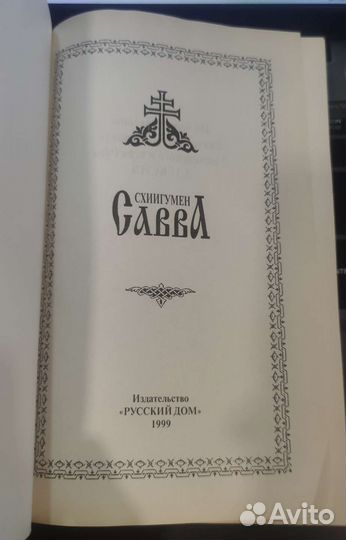 СХИИГУМЕН
САВВА
Издательство
«РУССКИЙ ДОМ»
1999
Avito